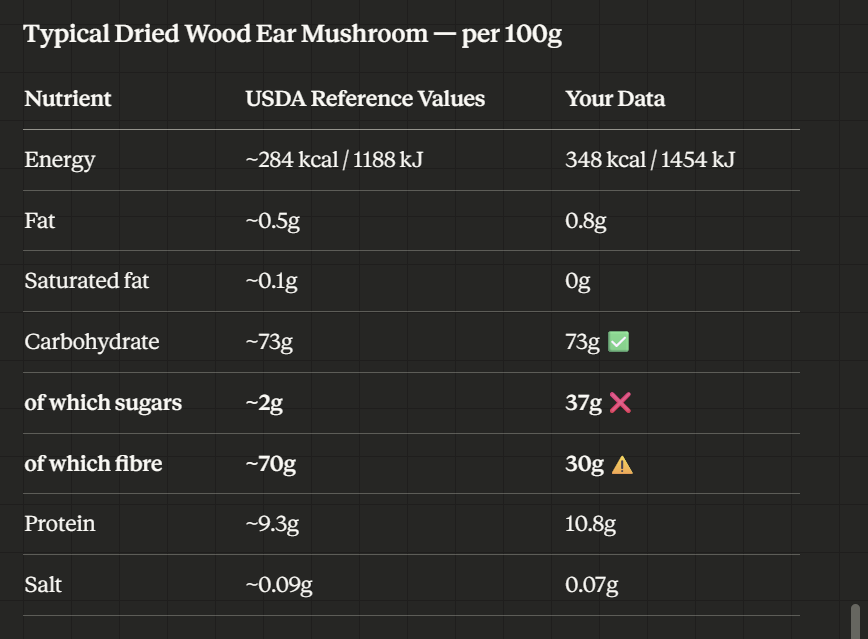 Typical Dried Wood Ear Mushroom — per 100g
Nutrient USDA Reference Values Your Data
Energy ~284 kcal / 1188 kJ 348 kcal / 1454 kJ
Fat ~0.5g 0.8g
Saturated fat ~0.1g 0g
Carbohydrate ~73g 73g ✅
of which sugars ~2g 37g ❌
of which fibre ~70g 30g ⚠️
Protein ~9.3g 10.8g
Salt ~0.09g 0.07g